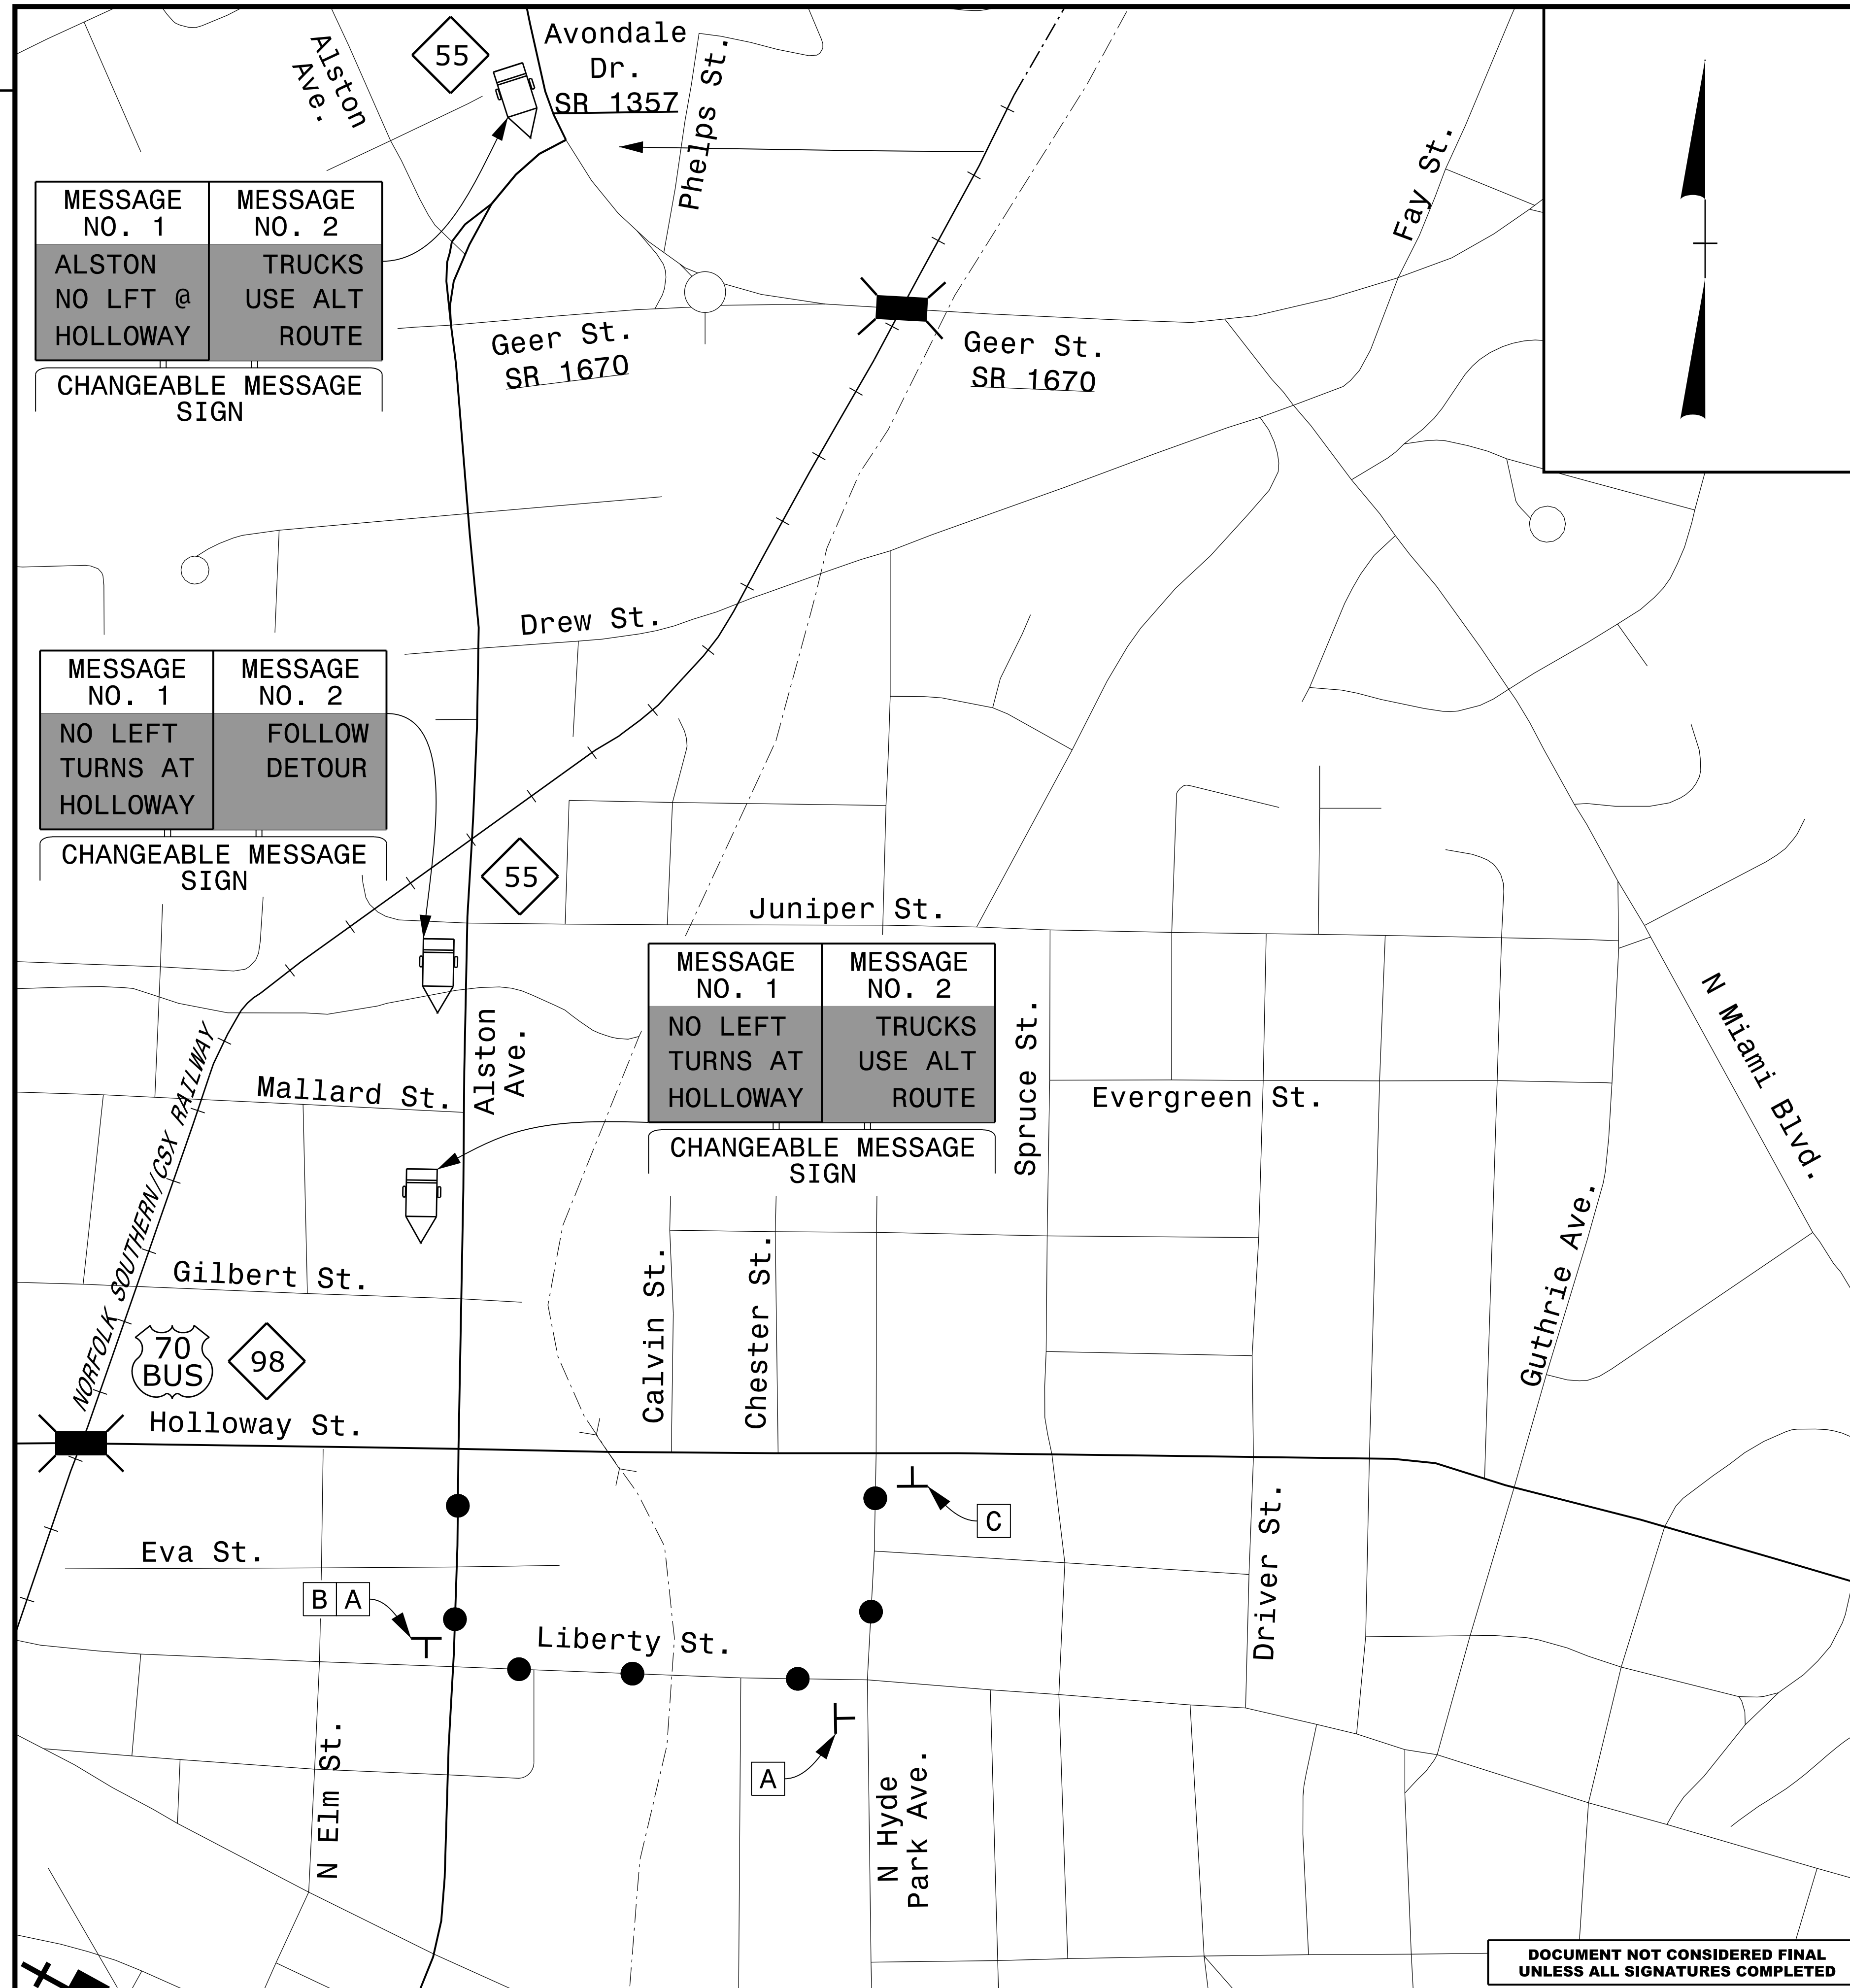 Alston
Ave.
55
Avondale
Dr.
SR 1357
Phelps St.
Fay St.
MESSAGE
NO. 1
MESSAGE
NO. 2
ALSTON
NO LFT @
HOLLOWAY
TRUCKS
USE ALT
ROUTE
CHANGEABLE MESSAGE
SIGN
Geer St.
SR 1670
Geer St.
SR 1670
Drew St.
MESSAGE
NO. 1
MESSAGE
NO. 2
NO LEFT
TURNS AT
HOLLOWAY
FOLLOW
DETOUR
CHANGEABLE MESSAGE
SIGN
55
Juniper St.
MESSAGE
NO. 1
MESSAGE
NO. 2
NO LEFT
TURNS AT
HOLLOWAY
TRUCKS
USE ALT
ROUTE
CHANGEABLE MESSAGE
SIGN
Alston
Ave.
Spruce St.
N Miami Blvd.
NORFOLK SOUTHERN/CSX RAILWAY
Mallard St.
Evergreen St.
Gilbert St.
Calvin St.
Chester St.
Guthrie Ave.
70
BUS
98
Holloway St.
C
Eva St.
B A
Liberty St.
Driver St.
A
N Elm St.
N Hyde
Park Ave.
DOCUMENT NOT CONSIDERED FINAL
UNLESS ALL SIGNATURES COMPLETED